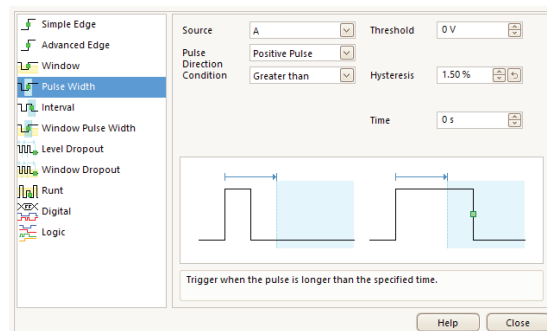 Simple Edge
Advanced Edge
Window
Pulse Width
Interval
Window Pulse Width
Level Dropout
Window Dropout
Runt
Digital
Logic
Source A Threshold 0 V
Pulse Direction Positive Pulse
Condition Greater than Hysteresis 1.50 %
Time 0 s
Trigger when the pulse is longer than the specified time.
Help Close